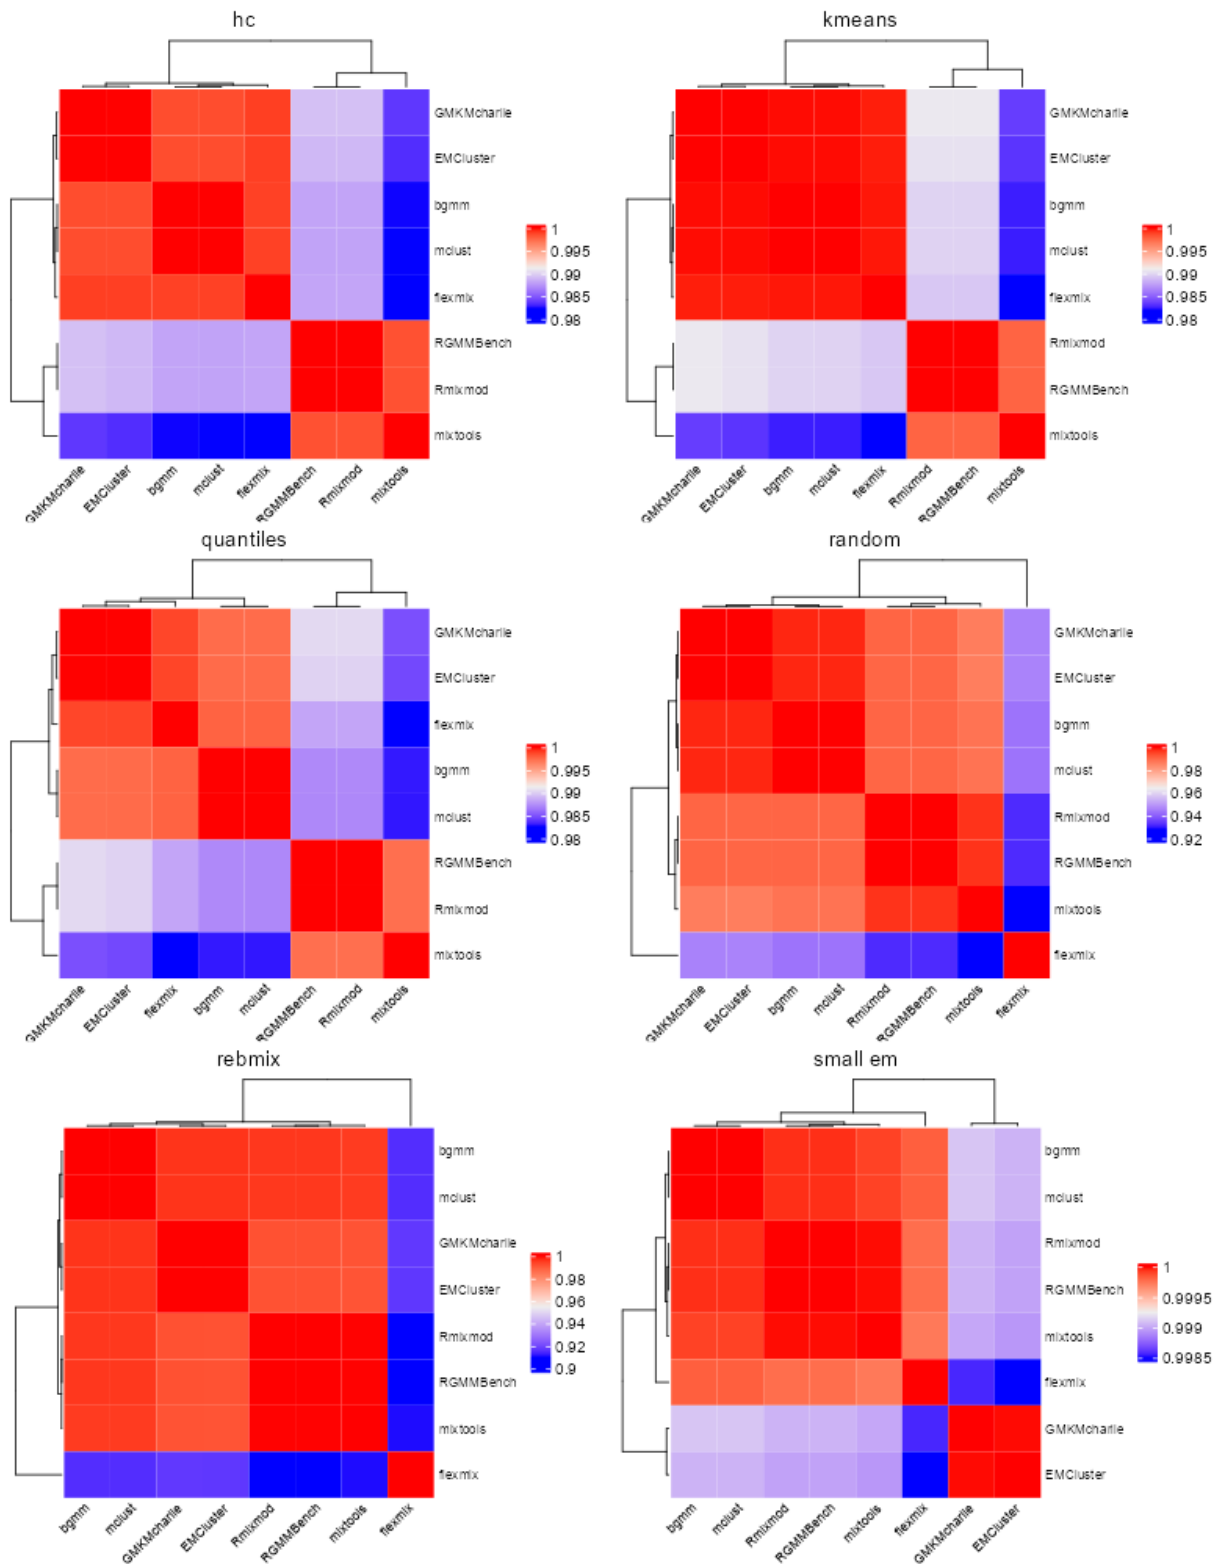 hc
GMKMcharlie
EMCluster
bgmm
mclust
flexmix
RGMMBench
Rmixmod
mixtools
1
0.995
0.99
0.985
0.98
GMKMcharlie
EMCluster
bgmm
mclust
flexmix
RGMMBench
Rmixmod
mixtools
kmeans
GMKMcharlie
EMCluster
bgmm
mclust
flexmix
Rmixmod
RGMMBench
mixtools
1
0.995
0.99
0.985
0.98
GMKMcharlie
EMCluster
bgmm
mclust
flexmix
Rmixmod
RGMMBench
mixtools
quantiles
GMKMcharlie
EMCluster
flexmix
bgmm
mclust
RGMMBench
Rmixmod
mixtools
1
0.995
0.99
0.985
0.98
GMKMcharlie
EMCluster
flexmix
bgmm
mclust
RGMMBench
Rmixmod
mixtools
random
GMKMcharlie
EMCluster
bgmm
mclust
Rmixmod
RGMMBench
mixtools
flexmix
1
0.98
0.96
0.94
0.92
GMKMcharlie
EMCluster
bgmm
mclust
Rmixmod
RGMMBench
mixtools
flexmix
rebmix
bgmm
mclust
GMKMcharlie
EMCluster
Rmixmod
RGMMBench
mixtools
flexmix
1
0.98
0.96
0.94
0.92
0.9
bgmm
mclust
GMKMcharlie
EMCluster
Rmixmod
RGMMBench
mixtools
flexmix
small em
bgmm
mclust
Rmixmod
RGMMBench
mixtools
flexmix
GMKMcharlie
EMCluster
1
0.9995
0.999
0.9985
bgmm
mclust
Rmixmod
RGMMBench
mixtools
flexmix
GMKMcharlie
EMCluster